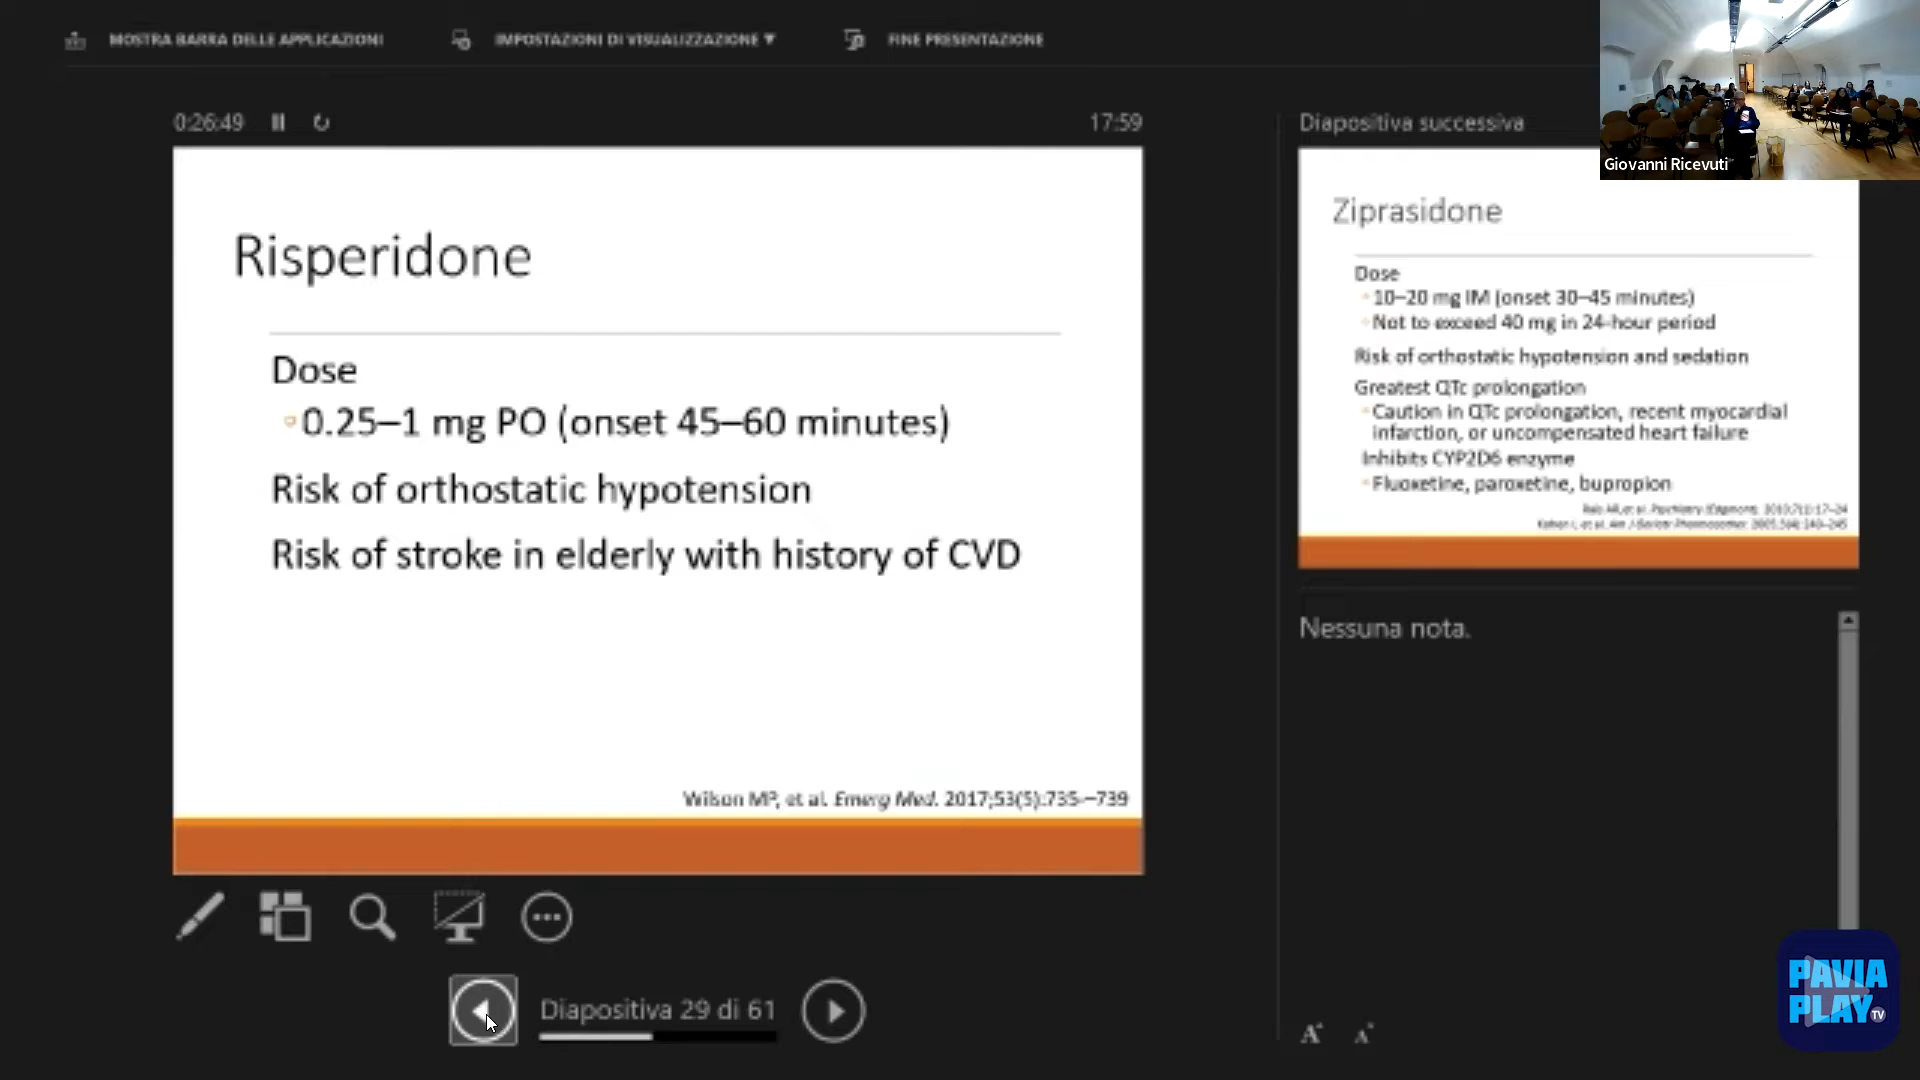 MOSTRA BARRA DELLE APPLICAZIONI
IMPOSTAZIONI DI VISUALIZZAZIONE ▼
FINE PRESENTAZIONE
0:26:49
17:59
Diapositiva successiva
Giovanni Ricevuti
Risperidone
Dose
0.25–1 mg PO (onset 45–60 minutes)
Risk of orthostatic hypotension
Risk of stroke in elderly with history of CVD
Wilson MP, et al. Emerg Med. 2017;53(5):735-–739
Ziprasidone
Dose
10–20 mg IM (onset 30–45 minutes)
Not to exceed 40 mg in 24-hour period
Risk of orthostatic hypotension and sedation
Greatest QTc prolongation
Caution in QTc prolongation, recent myocardial
infarction, or uncompensated heart failure
Inhibits CYP2D6 enzyme
Fluoxetine, paroxetine, bupropion
Nessuna nota.
Diapositiva 29 di 61
A
A
PAVIA
PLAY TV